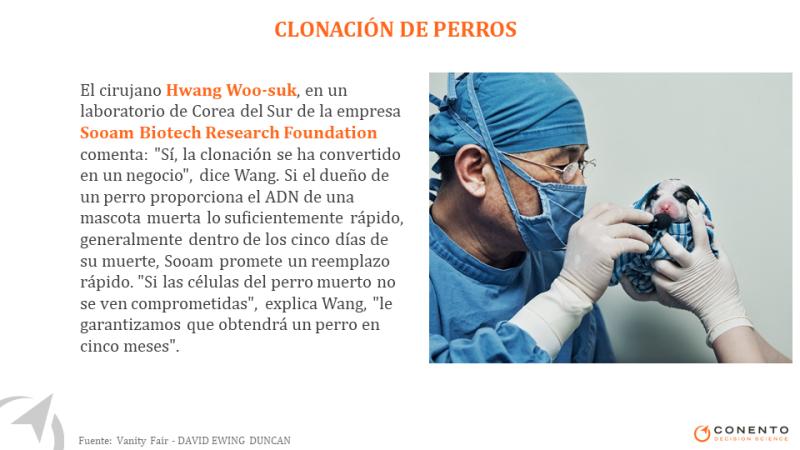 CLONACIÓN DE PERROS
El cirujano Hwang Woo-suk, en un
laboratorio de Corea del Sur de la empresa
Sooam Biotech Research Foundation
comenta: "Sí, la clonación se ha convertido
en un negocio", dice Wang. Si el dueño de
un perro proporciona el ADN de una
mascota muerta lo suficientemente rápido,
generalmente dentro de los cinco días de
su muerte, Sooam promete un reemplazo
rápido. "Si las células del perro muerto no
se ven comprometidas", explica Wang, "le
garantizamos que obtendrá un perro en
cinco meses".
Fuente: Vanity Fair - DAVID EWING DUNCAN
CONENTO
DECISION SCIENCE